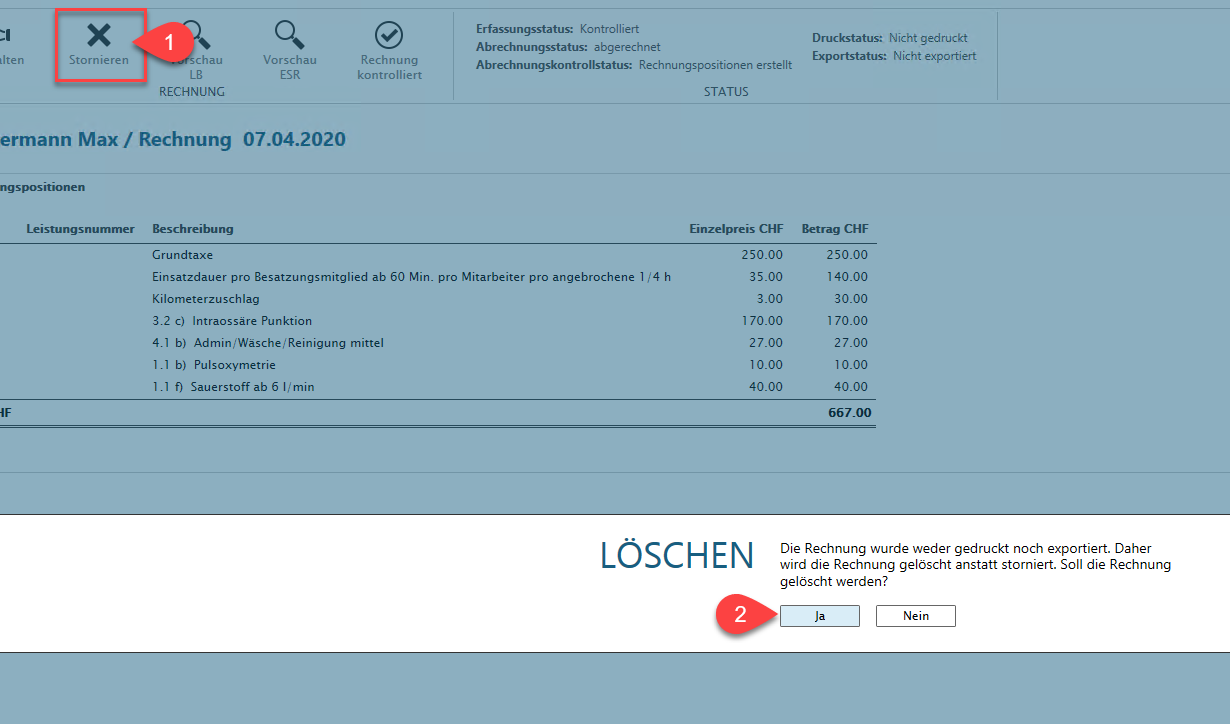 Stornieren
1
LB
Vorschau
ESR
Rechnung
kontrolliert
RECHNUNG
Erfassungsstatus: Kontrolliert
Abrechnungsstatus: abgerechnet
Abrechnungskontrollstatus: Rechnungspositionen erstellt
Druckstatus: Nicht gedruckt
Exportstatus: Nicht exportiert
STATUS
ermann Max / Rechnung 07.04.2020
ngspositionen
Leistungsnummer Beschreibung Einzelpreis CHF Betrag CHF
Grundtaxe 250.00 250.00
Einsatzdauer pro Besatzungsmitglied ab 60 Min. pro Mitarbeiter pro angebrochene 1/4 h 35.00 140.00
Kilometerzuschlag 3.00 30.00
3.2 c) Intraossäre Punktion 170.00 170.00
4.1 b) Admin/Wäsche/Reinigung mittel 27.00 27.00
1.1 b) Pulsoxymetrie 10.00 10.00
1.1 f) Sauerstoff ab 6 l/min 40.00 40.00
HF 667.00
LÖSCHEN
Die Rechnung wurde weder gedruckt noch exportiert. Daher
wird die Rechnung gelöscht anstatt storniert. Soll die Rechnung
gelöscht werden?
2
Ja Nein